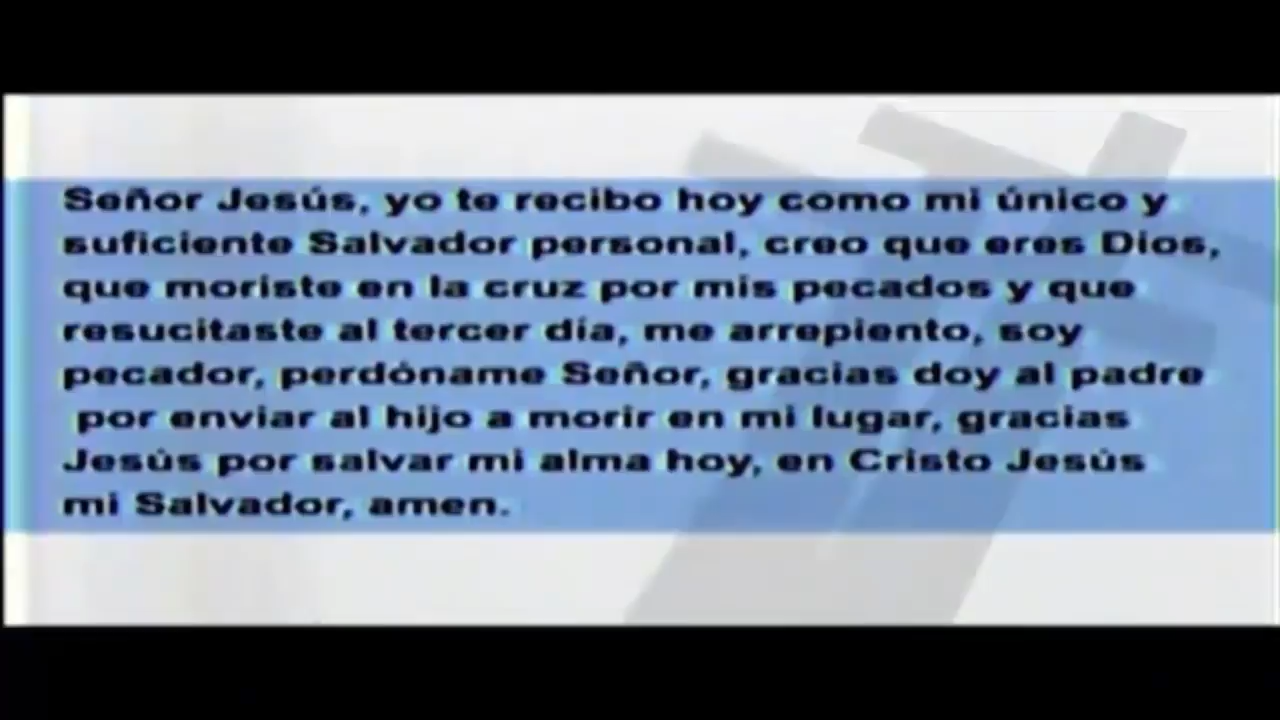 Señor Jesús, yo te recibo hoy como mi único y
suficiente Salvador personal, creo que eres Dios,
que moriste en la cruz por mis pecados y que
resucitaste al tercer día, me arrepiento, soy
pecador, perdóname Señor, gracias doy al padre
por enviar al hijo a morir en mi lugar, gracias
Jesús por salvar mi alma hoy, en Cristo Jesús
mi Salvador, amen.